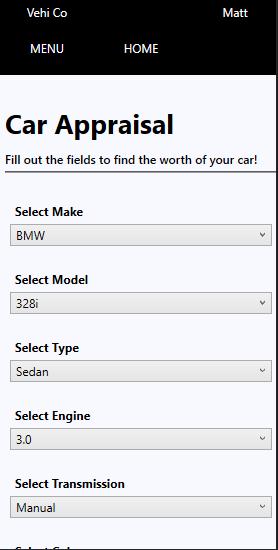 Vehi Co Matt
MENU HOME
Car Appraisal
Fill out the fields to find the worth of your car!
Select Make
BMW
Select Model
328i
Select Type
Sedan
Select Engine
3.0
Select Transmission
Manual